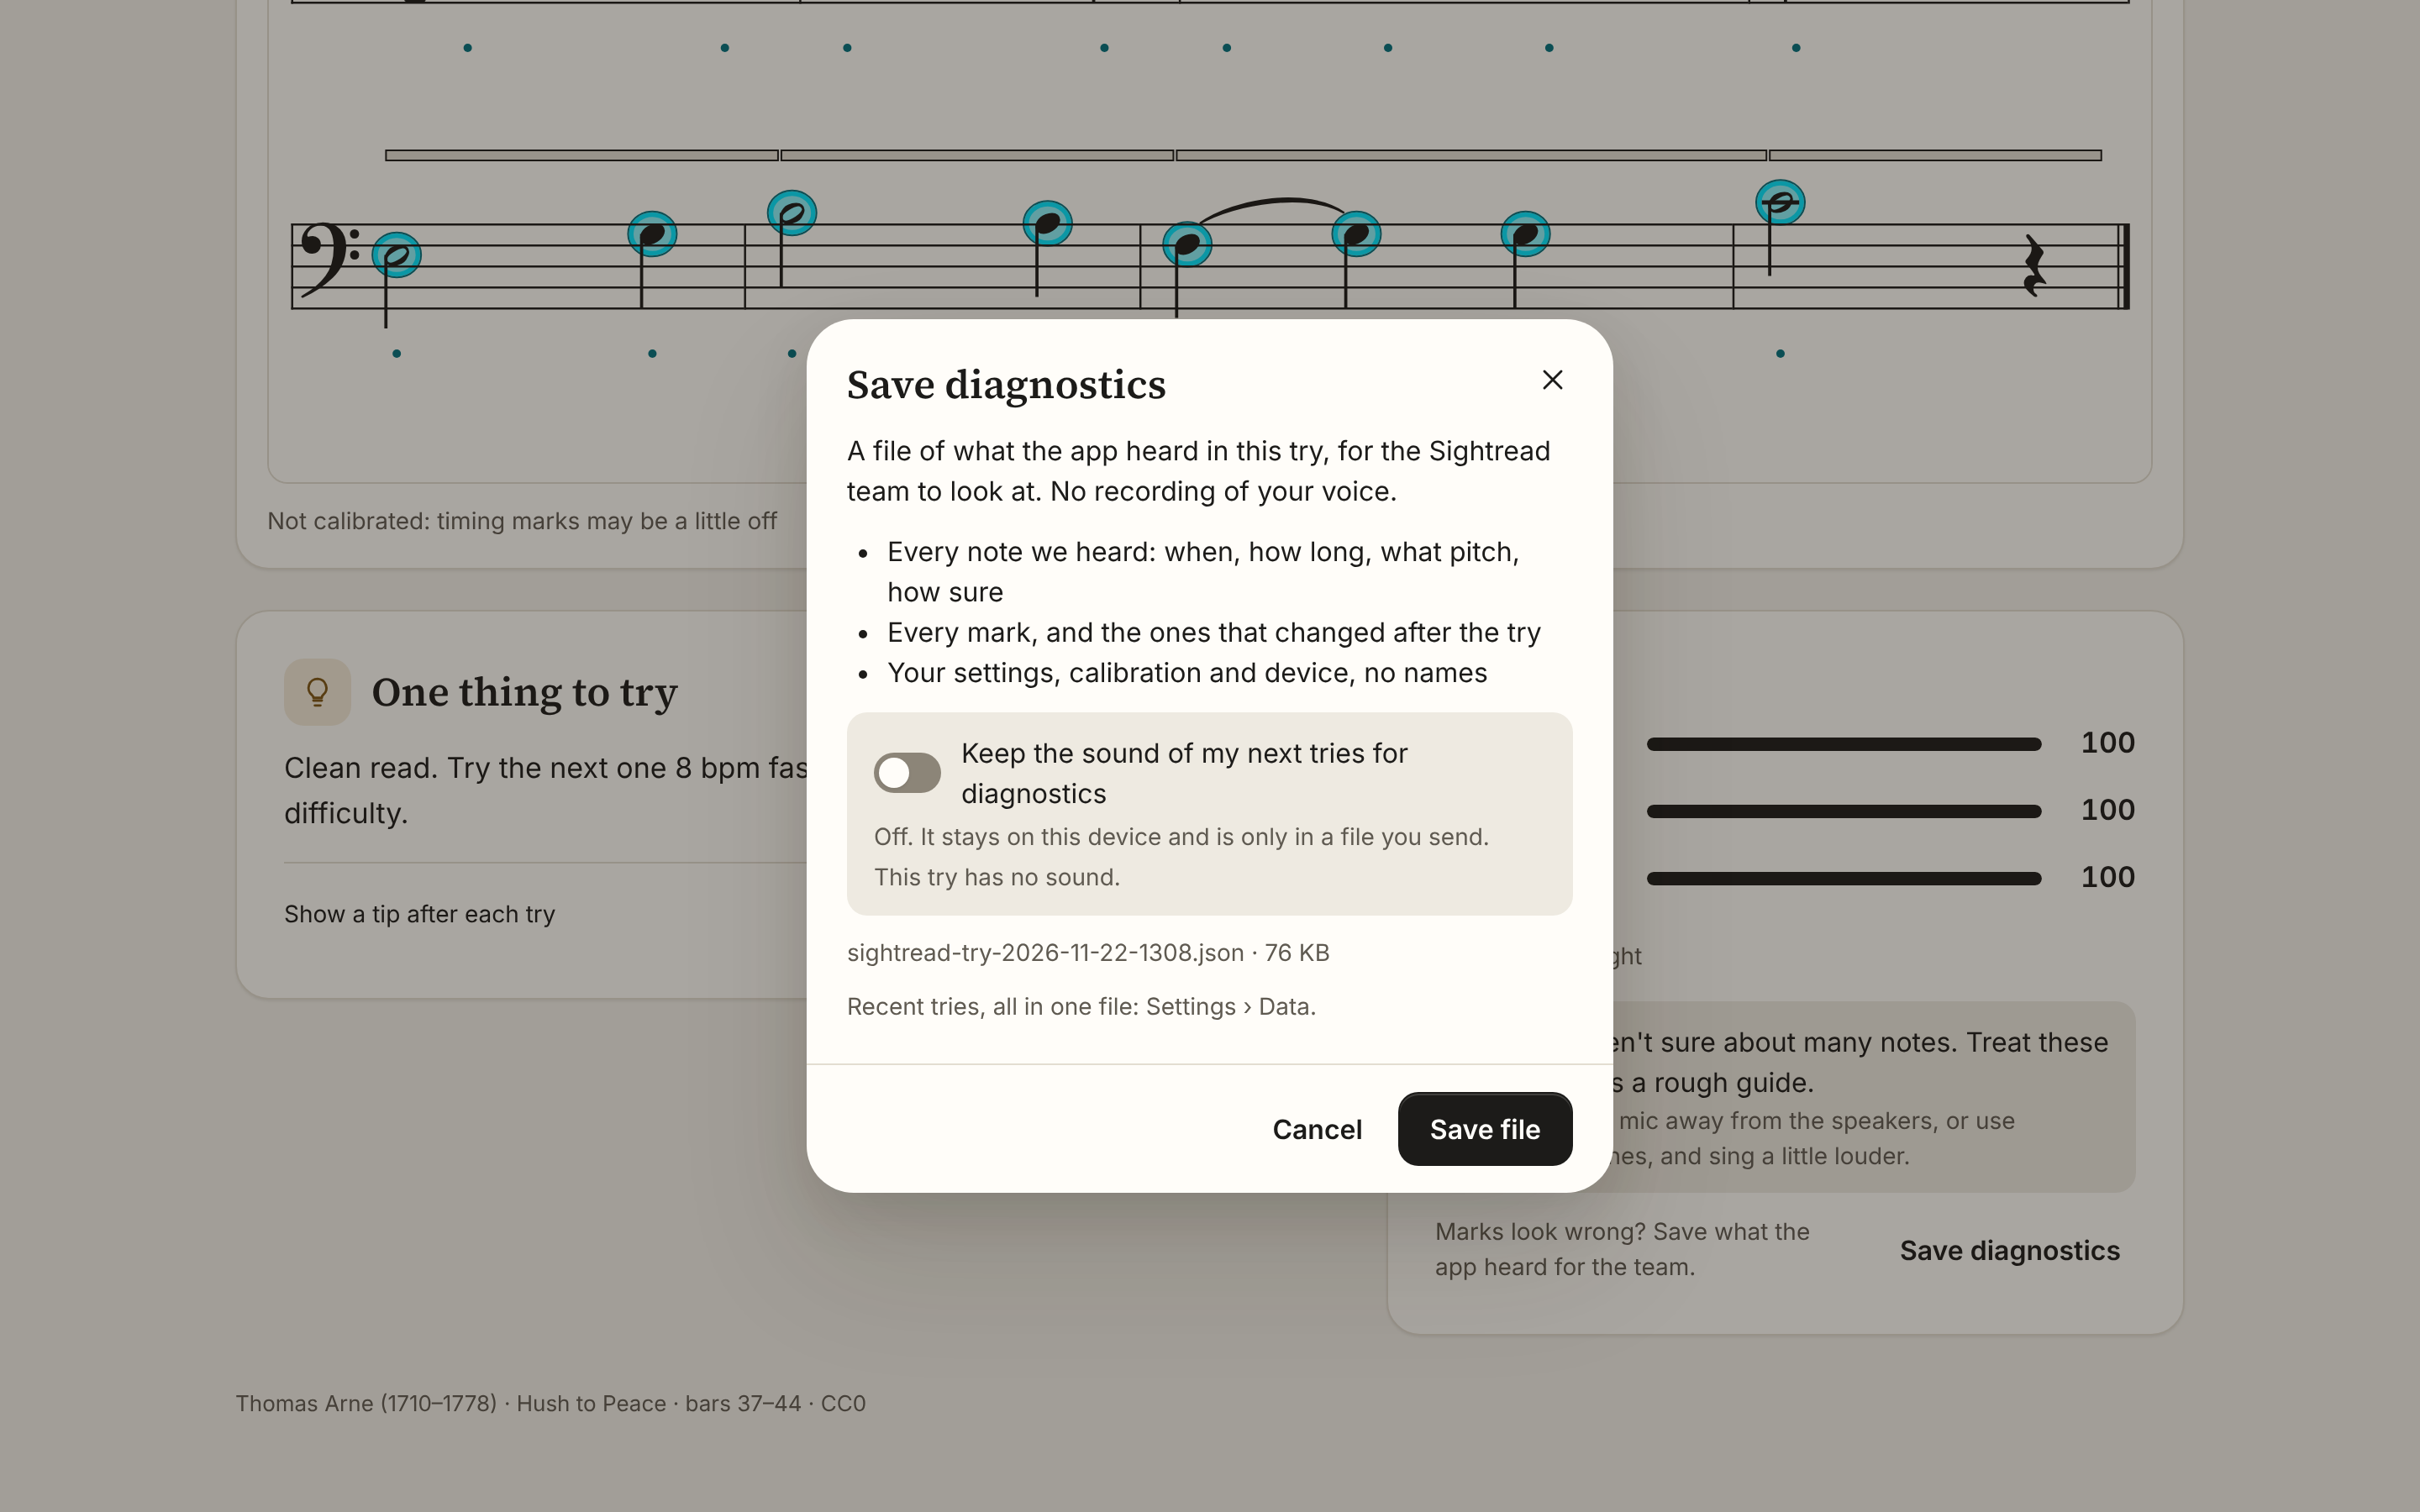 Save diagnostics
A file of what the app heard in this try, for the Sightread
team to look at. No recording of your voice.
• Every note we heard: when, how long, what pitch,
how sure
• Every mark, and the ones that changed after the try
• Your settings, calibration and device, no names
Keep the sound of my next tries for
diagnostics
Off. It stays on this device and is only in a file you send.
This try has no sound.
sightread-try-2026-11-22-1308.json · 76 KB
Recent tries, all in one file: Settings › Data.
Cancel
Save file
Not calibrated: timing marks may be a little off
One thing to try
Clean read. Try the next one 8 bpm
difficulty.
Show a tip after each try
100
100
100
sure about many notes. Treat these
a rough guide.
mic away from the speakers, or use
and sing a little louder.
Marks look wrong? Save what the
app heard for the team.
Save diagnostics
Thomas Arne (1710–1778) · Hush to Peace · bars 37–44 · CC0